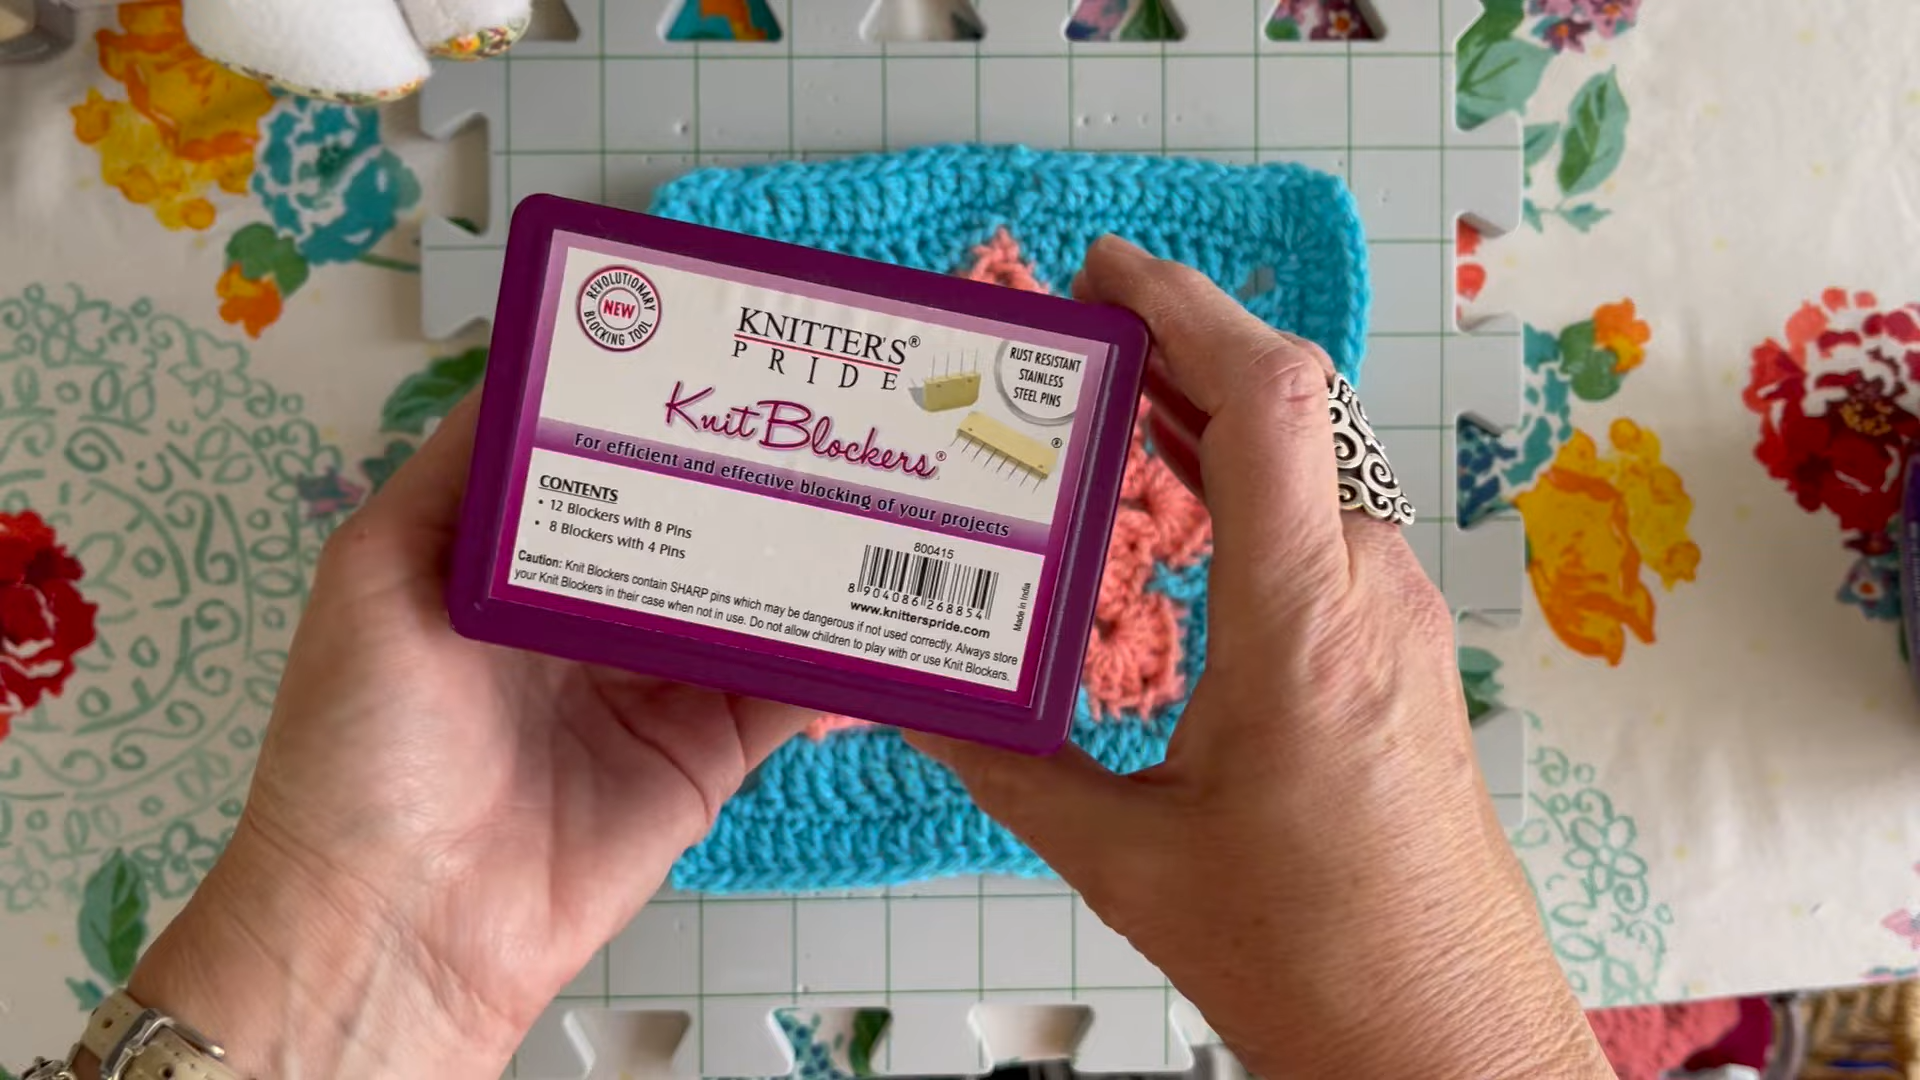 REVOLUTIONARY
NEW
BLOCKING TOOL
KNITTER'S®
PRIDE
RUST RESISTANT
STAINLESS
STEEL PINS
Knit Blockers®
®
For efficient and effective blocking of your projects
CONTENTS
• 12 Blockers with 8 Pins
• 8 Blockers with 4 Pins
800415
8 904086 268854
www.knitterspride.com
Made in India
Caution: Knit Blockers contain SHARP pins which may be dangerous if not used correctly. Always store
your Knit Blockers in their case when not in use. Do not allow children to play with or use Knit Blockers.